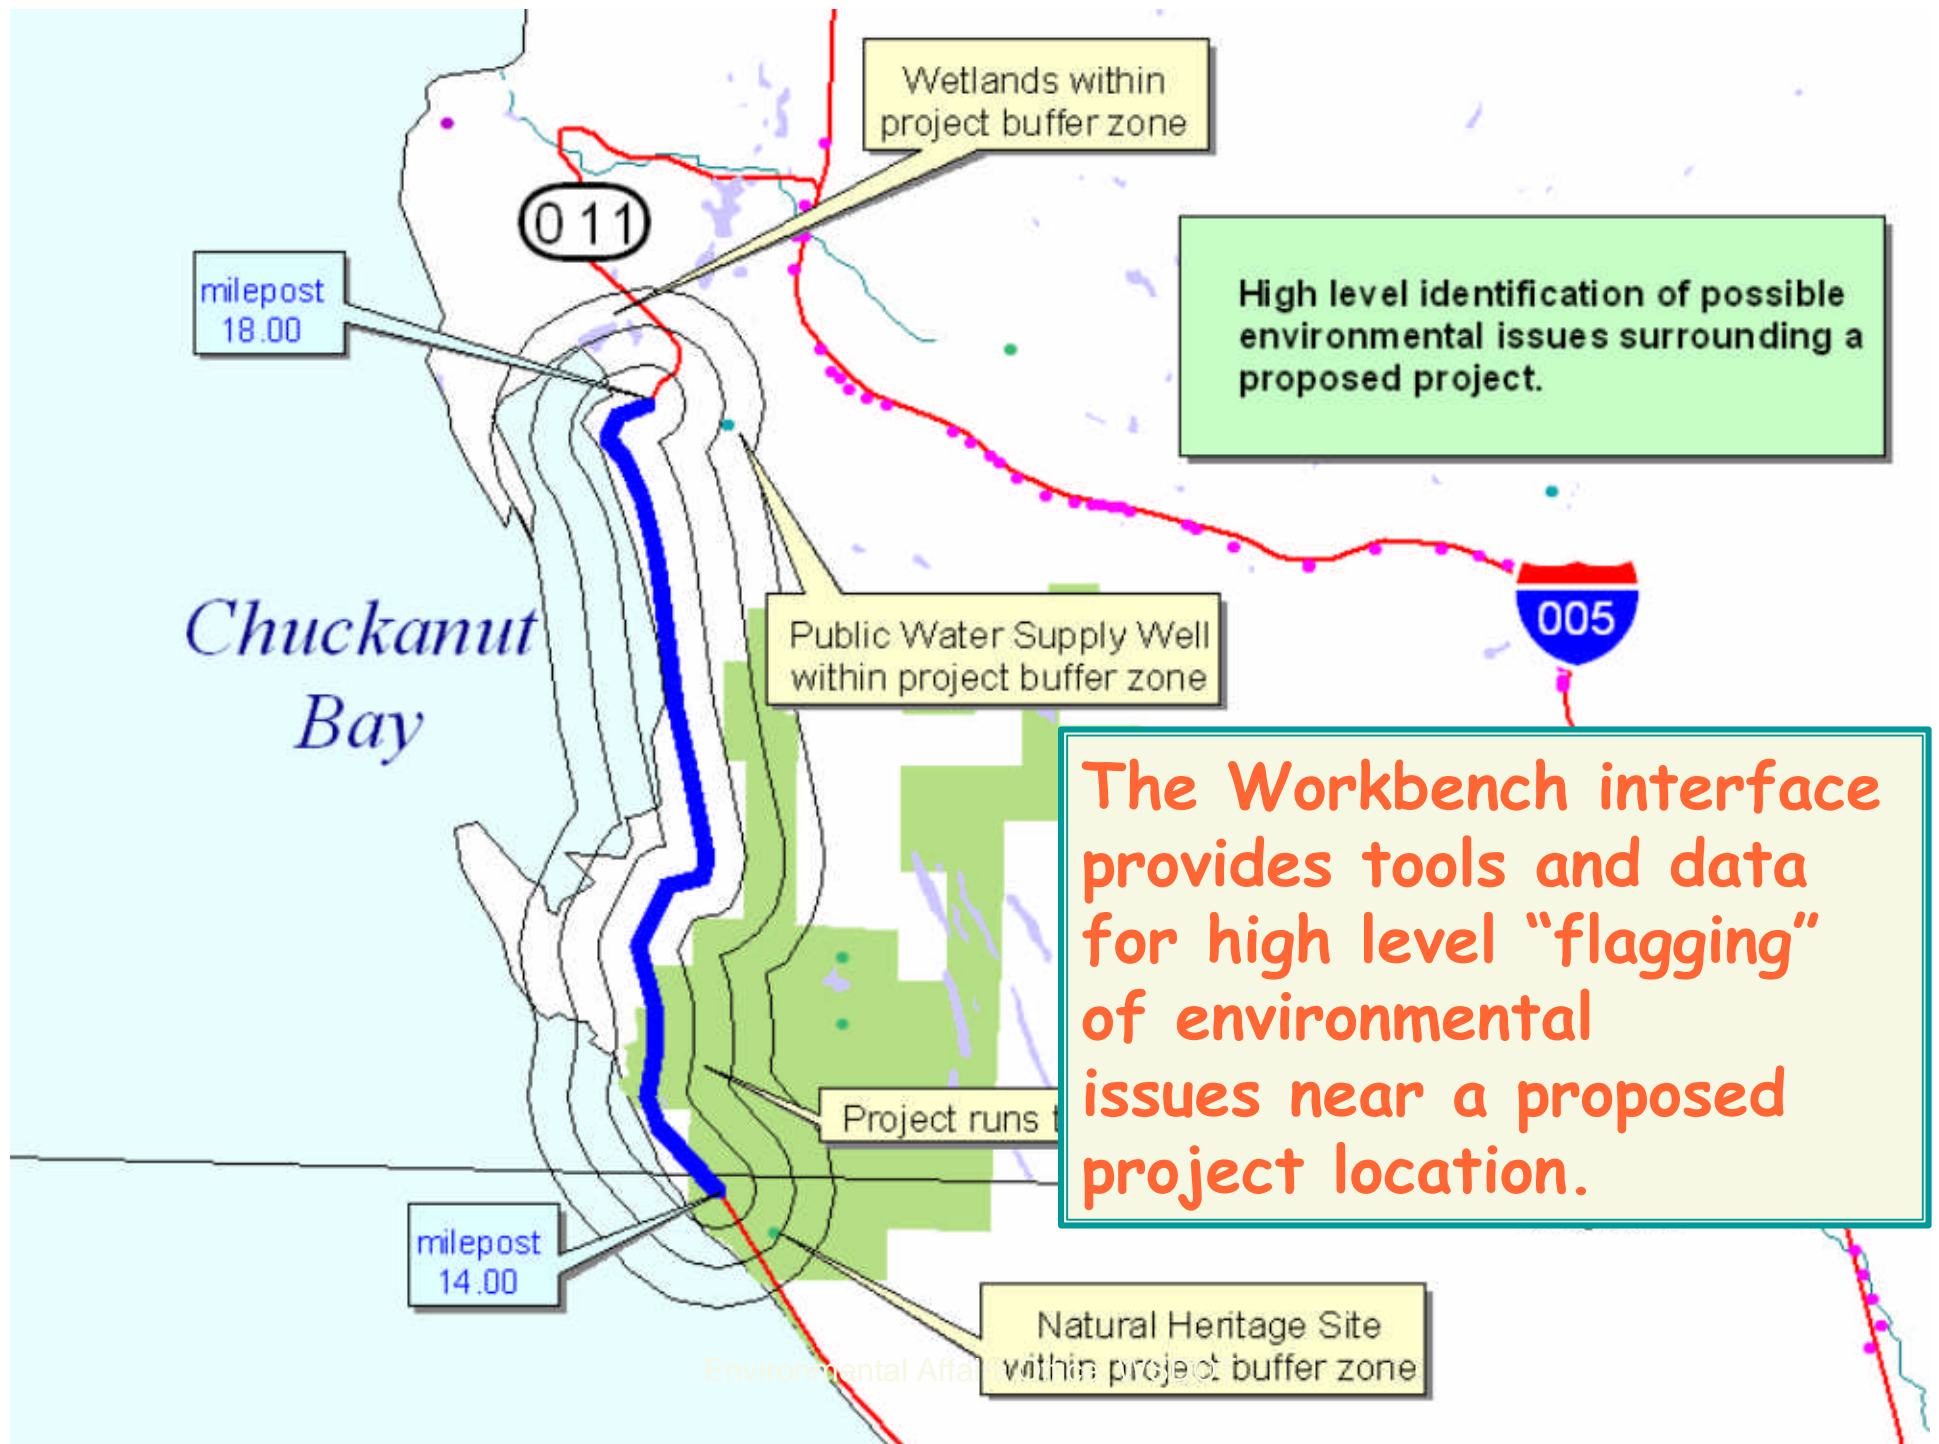 Wetlands within
project buffer zone
011
milepost
18.00
High level identification of possible
environmental issues surrounding a
proposed project.
005
Chuckanut
Bay
Public Water Supply Well
within project buffer zone
The Workbench interface
provides tools and data
for high level “flagging”
of environmental
issues near a proposed
project location.
Project runs
milepost
14.00
Natural Heritage Site
within project buffer zone
Environmental